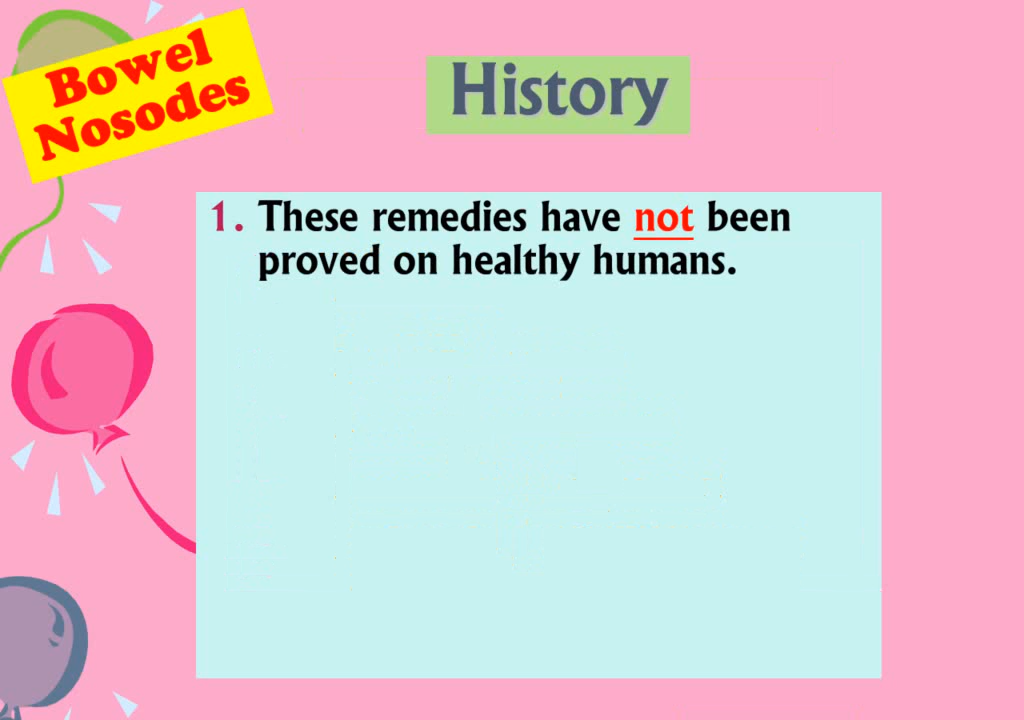 Bowel
Nosodes
History
1. These remedies have not been
proved on healthy humans.